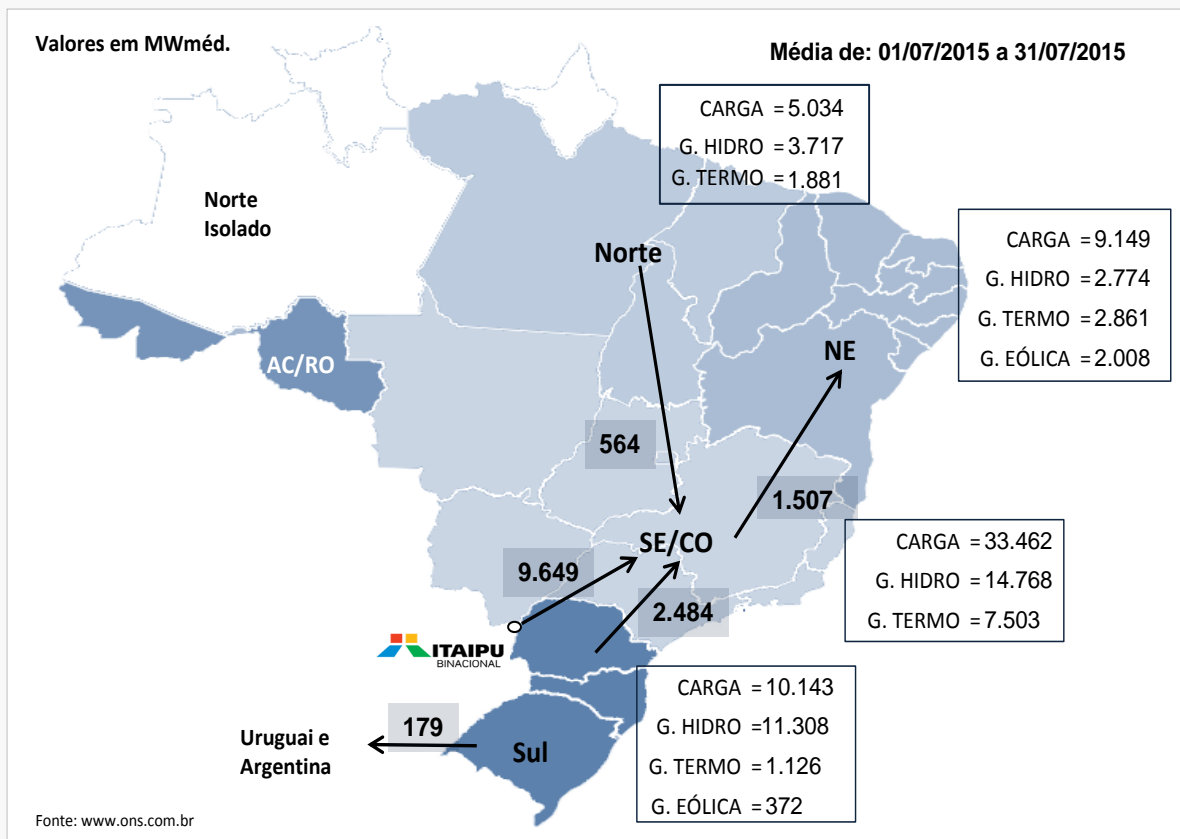 Valores em MWméd.
Média de: 01/07/2015 a 31/07/2015
CARGA = 5.034
G. HIDRO = 3.717
G. TERMO = 1.881
Norte
Isolado
Norte
CARGA = 9.149
G. HIDRO = 2.774
G. TERMO = 2.861
G. EÓLICA = 2.008
AC/RO
NE
564
1.507
SE/CO
CARGA = 33.462
G. HIDRO = 14.768
G. TERMO = 7.503
9.649
2.484
ITAIPU
BINACIONAL
CARGA = 10.143
G. HIDRO = 11.308
G. TERMO = 1.126
G. EÓLICA = 372
179
Uruguai e
Argentina
Sul
Fonte: www.ons.com.br